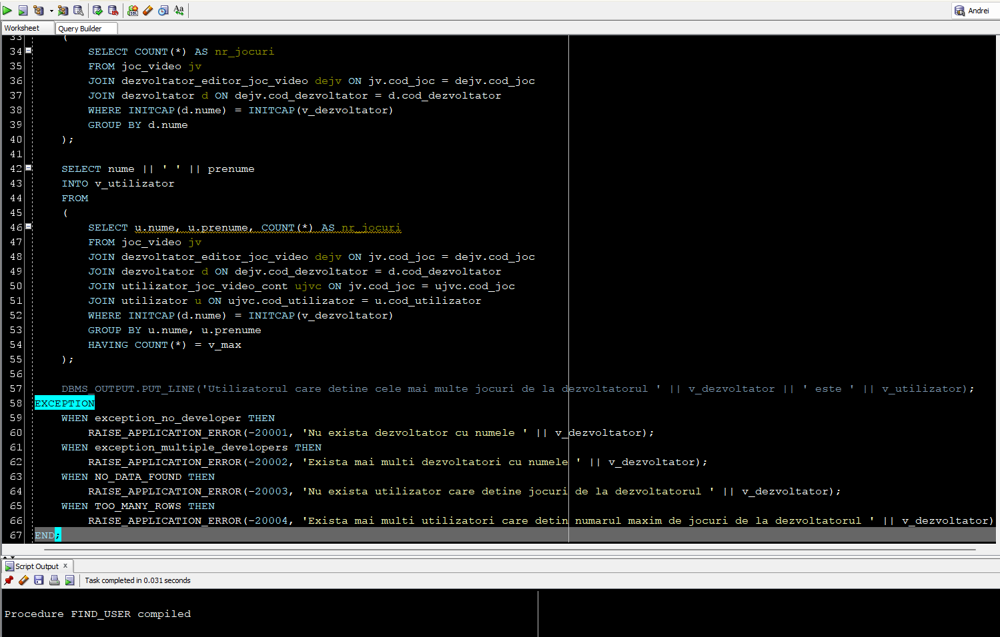 Andrei
Worksheet Query Builder
33 (
34 SELECT COUNT(*) AS nr_jocuri
35 FROM joc_video jv
36 JOIN dezvoltator_editor_joc_video dejv ON jv.cod_joc = dejv.cod_joc
37 JOIN dezvoltator d ON dejv.cod_dezvoltator = d.cod_dezvoltator
38 WHERE INITCAP(d.nume) = INITCAP(v_dezvoltator)
39 GROUP BY d.nume
40 );
41
42 SELECT nume || ' ' || prenume
43 INTO v_utilizator
44 FROM
45 (
46 SELECT u.nume, u.prenume, COUNT(*) AS nr_jocuri
47 FROM joc_video jv
48 JOIN dezvoltator_editor_joc_video dejv ON jv.cod_joc = dejv.cod_joc
49 JOIN dezvoltator d ON dejv.cod_dezvoltator = d.cod_dezvoltator
50 JOIN utilizator_joc_video_cont ujvc ON jv.cod_joc = ujvc.cod_joc
51 JOIN utilizator u ON ujvc.cod_utilizator = u.cod_utilizator
52 WHERE INITCAP(d.nume) = INITCAP(v_dezvoltator)
53 GROUP BY u.nume, u.prenume
54 HAVING COUNT(*) = v_max
55 );
56
57 DBMS_OUTPUT.PUT_LINE('Utilizatorul care detine cele mai multe jocuri de la dezvoltatorul ' || v_dezvoltator || ' este ' || v_utilizator);
58 EXCEPTION
59 WHEN exception_no_developer THEN
60 RAISE_APPLICATION_ERROR(-20001, 'Nu exista dezvoltator cu numele ' || v_dezvoltator);
61 WHEN exception_multiple_developers THEN
62 RAISE_APPLICATION_ERROR(-20002, 'Exista mai multi dezvoltatori cu numele ' || v_dezvoltator);
63 WHEN NO_DATA_FOUND THEN
64 RAISE_APPLICATION_ERROR(-20003, 'Nu exista utilizator care detine jocuri de la dezvoltatorul ' || v_dezvoltator);
65 WHEN TOO_MANY_ROWS THEN
66 RAISE_APPLICATION_ERROR(-20004, 'Exista mai multi utilizatori care detin numarul maxim de jocuri de la dezvoltatorul ' || v_dezvoltator)
67 END;
Script Output x
Task completed in 0.031 seconds
Procedure FIND_USER compiled